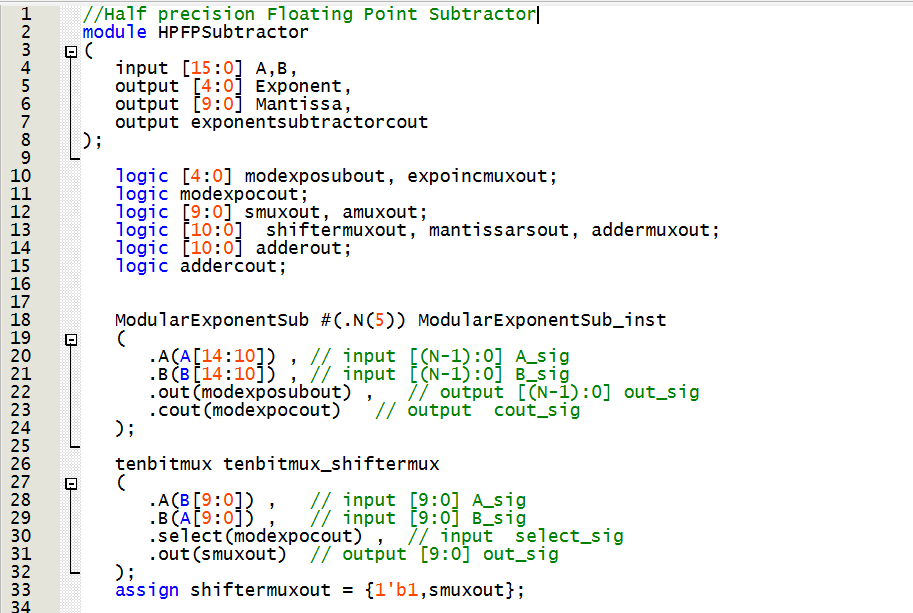 1 //Half precision Floating Point Subtractor
2 module HPFPSubtractor
3 (
4 input [15:0] A,B,
5 output [4:0] Exponent,
6 output [9:0] Mantissa,
7 output exponentsubtractorcout
8 );
9
10 logic [4:0] modexposubout, expoincmuxout;
11 logic modexpocout;
12 logic [9:0] smuxout, amuxout;
13 logic [10:0]  shiftermuxout, mantissarsout, addermuxout;
14 logic [10:0] adderout;
15 logic addercout;
16
17
18 ModularExponentSub #(.N(5)) ModularExponentSub_inst
19 (
20 .A(A[14:10]) , // input [(N-1):0] A_sig
21 .B(B[14:10]) , // input [(N-1):0] B_sig
22 .out(modexposubout) ,   // output [(N-1):0] out_sig
23 .cout(modexpocout)   // output  cout_sig
24 );
25
26 tenbitmux tenbitmux_shiftermux
27 (
28 .A(B[9:0]) ,   // input [9:0] A_sig
29 .B(A[9:0]) ,   // input [9:0] B_sig
30 .select(modexpocout) ,  // input  select_sig
31 .out(smuxout)  // output [9:0] out_sig
32 );
33 assign shiftermuxout = {1'b1,smuxout};
34